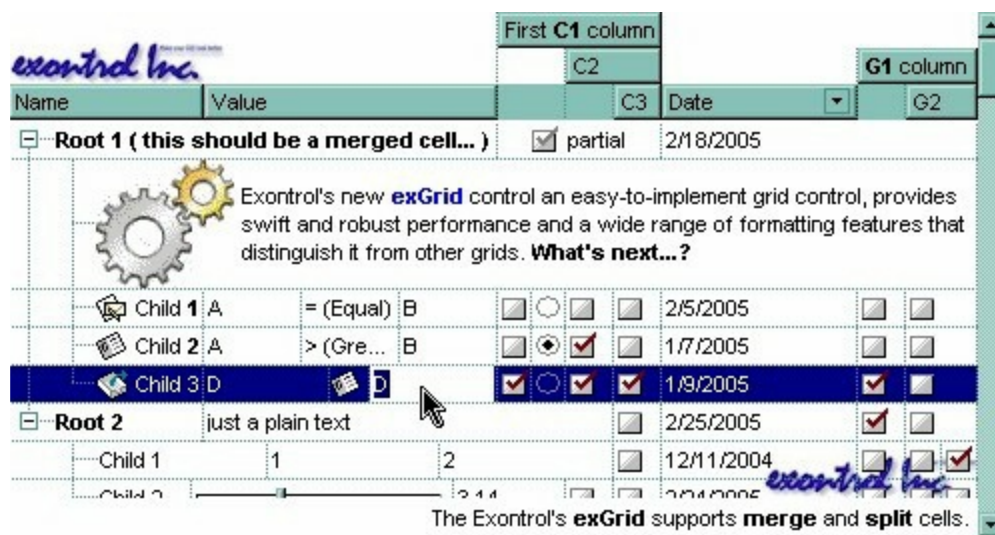 exontrol Inc.
First C1 column
C2
G1 column
Name Value C3 Date G2
Root 1 ( this should be a merged cell... ) partial 2/18/2005
Exontrol's new exGrid control an easy-to-implement grid control, provides
swift and robust performance and a wide range of formatting features that
distinguish it from other grids. What's next...?
Child 1 A = (Equal) B 2/5/2005
Child 2 A > (Gre... B 1/7/2005
Child 3 D D 1/9/2005
Root 2 just a plain text 2/25/2005
Child 1 1 2 12/11/2004
exontrol Inc.
The Exontrol's exGrid supports merge and split cells.